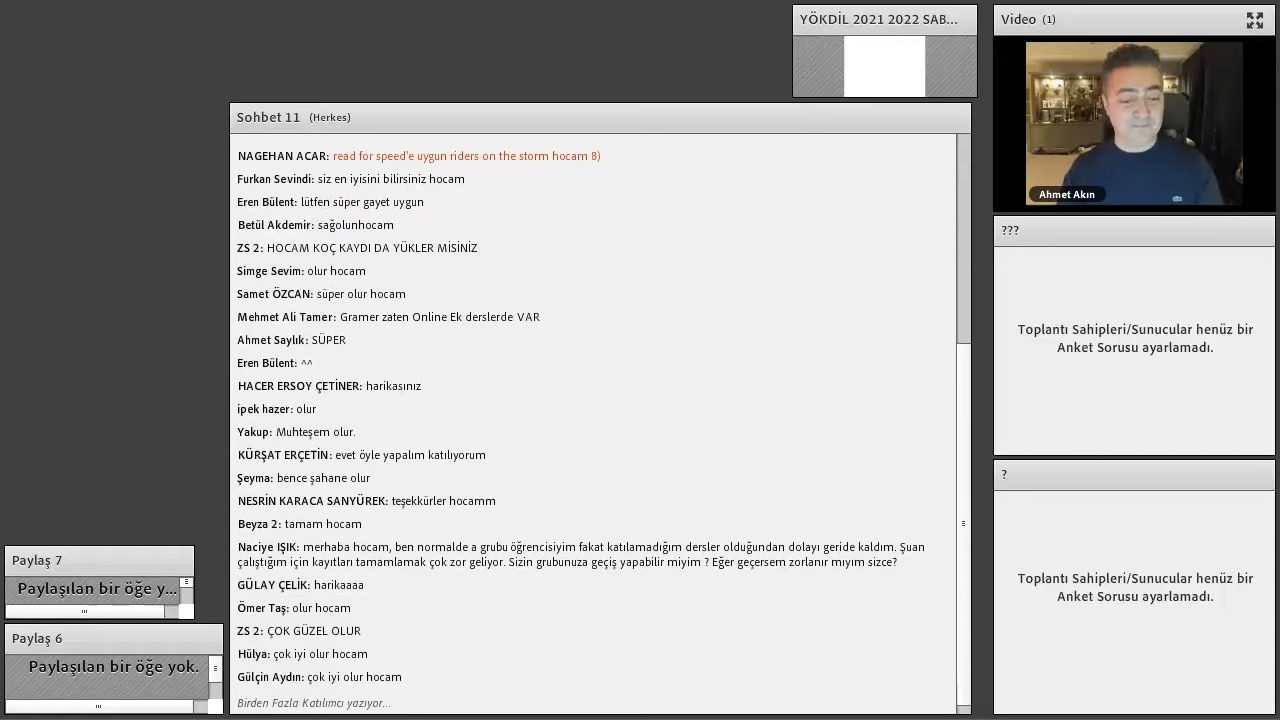 YÖKDİL 2021 2022 SAB...
Video (1)
Ahmet Akın
Sohbet 11 (Herkes)
NAGEHAN ACAR: read for speed'e uygun riders on the storm hocam 8)
Furkan Sevindi: siz en iyisini bilirsiniz hocam
Eren Bülent: lütfen süper gayet uygun
Betül Akdemir: sağolunhocam
ZS 2: HOCAM KOÇ KAYDI DA YÜKLER MİSİNİZ
Simge Sevim: olur hocam
Samet ÖZCAN: süper olur hocam
Mehmet Ali Tamer: Gramer zaten Online Ek derslerde VAR
Ahmet Saylık: SÜPER
Eren Bülent: ^^
HACER ERSOY ÇETİNER: harikasınız
ipek hazer: olur
Yakup: Muhteşem olur.
KÜRŞAT ERÇETİN: evet öyle yapalım katılıyorum
Şeyma: bence şahane olur
NESRİN KARACA SANYÜREK: teşekkürler hocamm
Beyza 2: tamam hocam
Naciye IŞIK: merhaba hocam, ben normalde a grubu öğrencisiyim fakat katılamadığım dersler olduğundan dolayı geride kaldım. Şuan
çalıştığım için kayıtları tamamlamak çok zor geliyor. Sizin grubunuza geçiş yapabilir miyim ? Eğer geçersem zorlanır mıyım sizce?
GÜLAY ÇELİK: harikaaaa
Ömer Taş: olur hocam
ZS 2: ÇOK GÜZEL OLUR
Hülya: çok iyi olur hocam
Gülçin Aydın: çok iyi olur hocam
Birden Fazla Katılımcı yazıyor...
???
Toplantı Sahipleri/Sunucular henüz bir
Anket Sorusu ayarlamadı.
?
Toplantı Sahipleri/Sunucular henüz bir
Anket Sorusu ayarlamadı.
Paylaş 7
Paylaşılan bir öğe y...
Paylaş 6
Paylaşılan bir öğe yok.